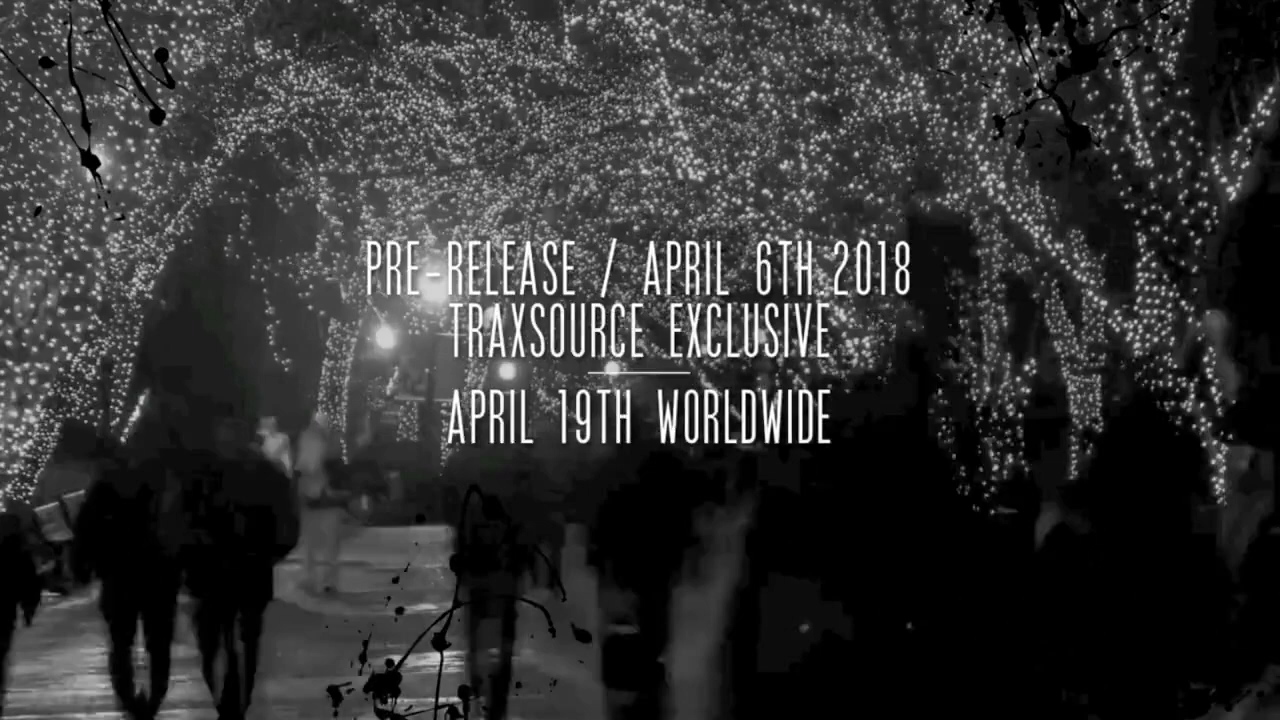 PRE-RELEASE / APRIL 6TH.2018
TRAXSOURCE EXCLUSIVE
APRIL 19TH WORLDWIDE